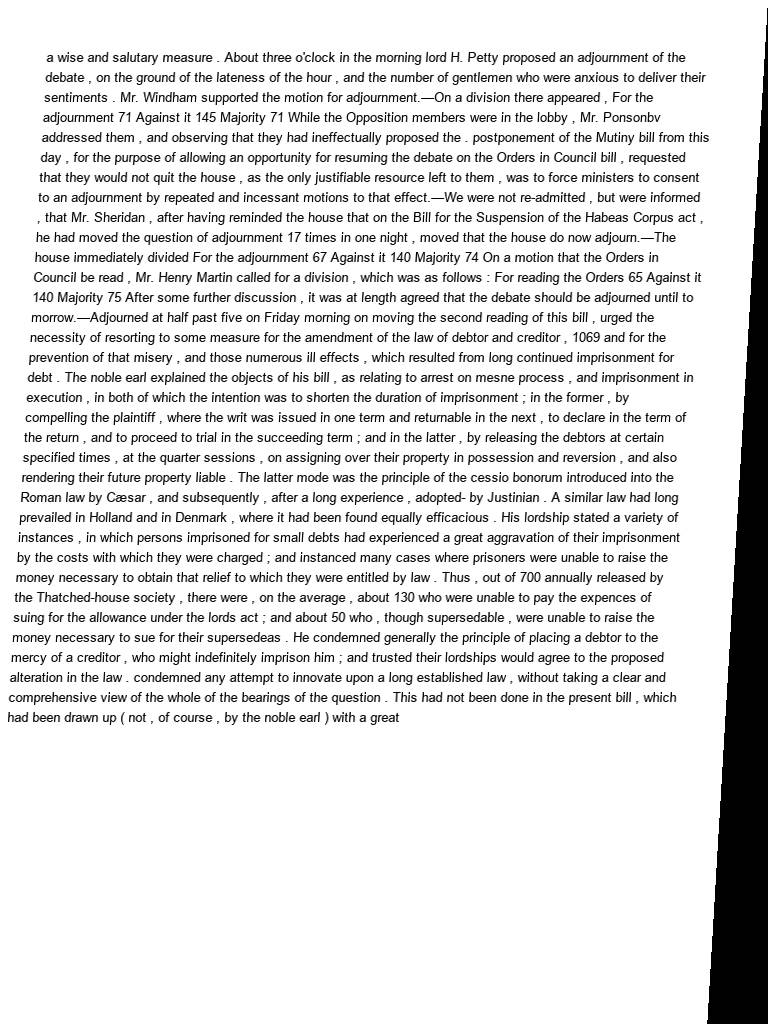 a wise and salutary measure . About three o'clock in the morning lord H. Petty proposed an adjournment of the
debate , on the ground of the lateness of the hour , and the number of gentlemen who were anxious to deliver their
sentiments . Mr. Windham supported the motion for adjournment.—On a division there appeared , For the
adjournment 71 Against it 145 Majority 71 While the Opposition members were in the lobby , Mr. Ponsonbv
addressed them , and observing that they had ineffectually proposed the . postponement of the Mutiny bill from this
day , for the purpose of allowing an opportunity for resuming the debate on the Orders in Council bill , requested
that they would not quit the house , as the only justifiable resource left to them , was to force ministers to consent
to an adjournment by repeated and incessant motions to that effect.—We were not re-admitted , but were informed
, that Mr. Sheridan , after having reminded the house that on the Bill for the Suspension of the Habeas Corpus act ,
he had moved the question of adjournment 17 times in one night , moved that the house do now adjourn.—The
house immediately divided For the adjournment 67 Against it 140 Majority 74 On a motion that the Orders in
Council be read , Mr. Henry Martin called for a division , which was as follows : For reading the Orders 65 Against it
140 Majority 75 After some further discussion , it was at length agreed that the debate should be adjourned until to
morrow.—Adjourned at half past five on Friday morning on moving the second reading of this bill , urged the
necessity of resorting to some measure for the amendment of the law of debtor and creditor , 1069 and for the
prevention of that misery , and those numerous ill effects , which resulted from long continued imprisonment for
debt . The noble earl explained the objects of his bill , as relating to arrest on mesne process , and imprisonment in
execution , in both of which the intention was to shorten the duration of imprisonment ; in the former , by
compelling the plaintiff , where the writ was issued in one term and returnable in the next , to declare in the term of
the return , and to proceed to trial in the succeeding term ; and in the latter , by releasing the debtors at certain
specified times , at the quarter sessions , on assigning over their property in possession and reversion , and also
rendering their future property liable . The latter mode was the principle of the cessio bonorum introduced into the
Roman law by Cæsar , and subsequently , after a long experience , adopted- by Justinian . A similar law had long
prevailed in Holland and in Denmark , where it had been found equally efficacious . His lordship stated a variety of
instances , in which persons imprisoned for small debts had experienced a great aggravation of their imprisonment
by the costs with which they were charged ; and instanced many cases where prisoners were unable to raise the
money necessary to obtain that relief to which they were entitled by law . Thus , out of 700 annually released by
the Thatched-house society , there were , on the average , about 130 who were unable to pay the expences of
suing for the allowance under the lords act ; and about 50 who , though supersedable , were unable to raise the
money necessary to sue for their supersedeas . He condemned generally the principle of placing a debtor to the
mercy of a creditor , who might indefinitely imprison him ; and trusted their lordships would agree to the proposed
alteration in the law . condemned any attempt to innovate upon a long established law , without taking a clear and
comprehensive view of the whole of the bearings of the question . This had not been done in the present bill , which
had been drawn up ( not , of course , by the noble earl ) with a great